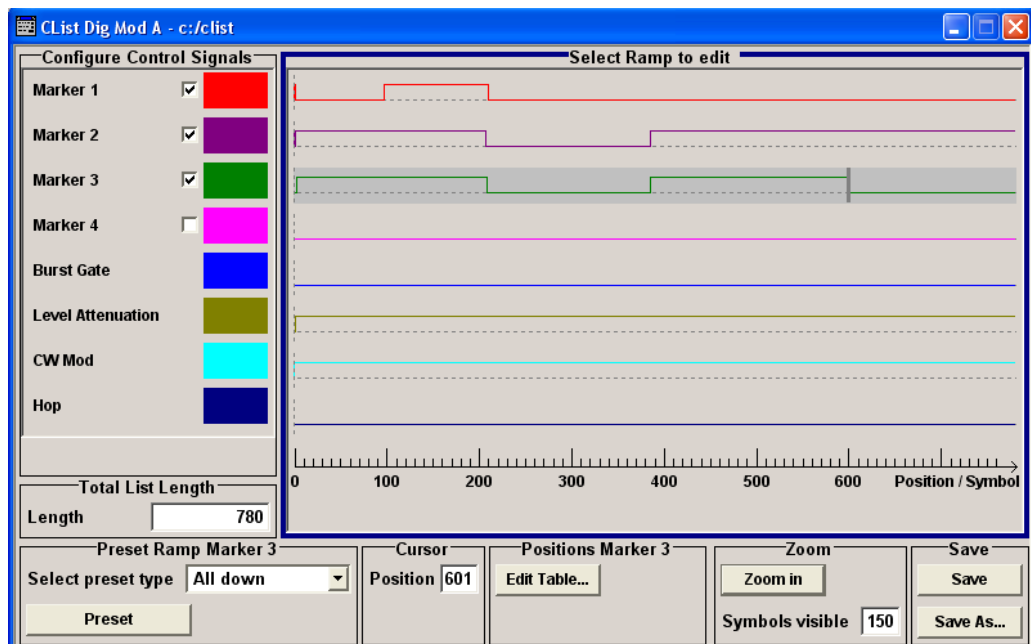 CList Dig Mod A - c:/clist
Configure Control Signals
Marker 1
Marker 2
Marker 3
Marker 4
Burst Gate
Level Attenuation
CW Mod
Hop
Select Ramp to edit
0 100 200 300 400 500 600 Position / Symbol
Total List Length
Length 780
Preset Ramp Marker 3
Select preset type All down
Preset
Cursor
Position 601
Positions Marker 3
Edit Table...
Zoom
Zoom in
Symbols visible 150
Save
Save
Save As...